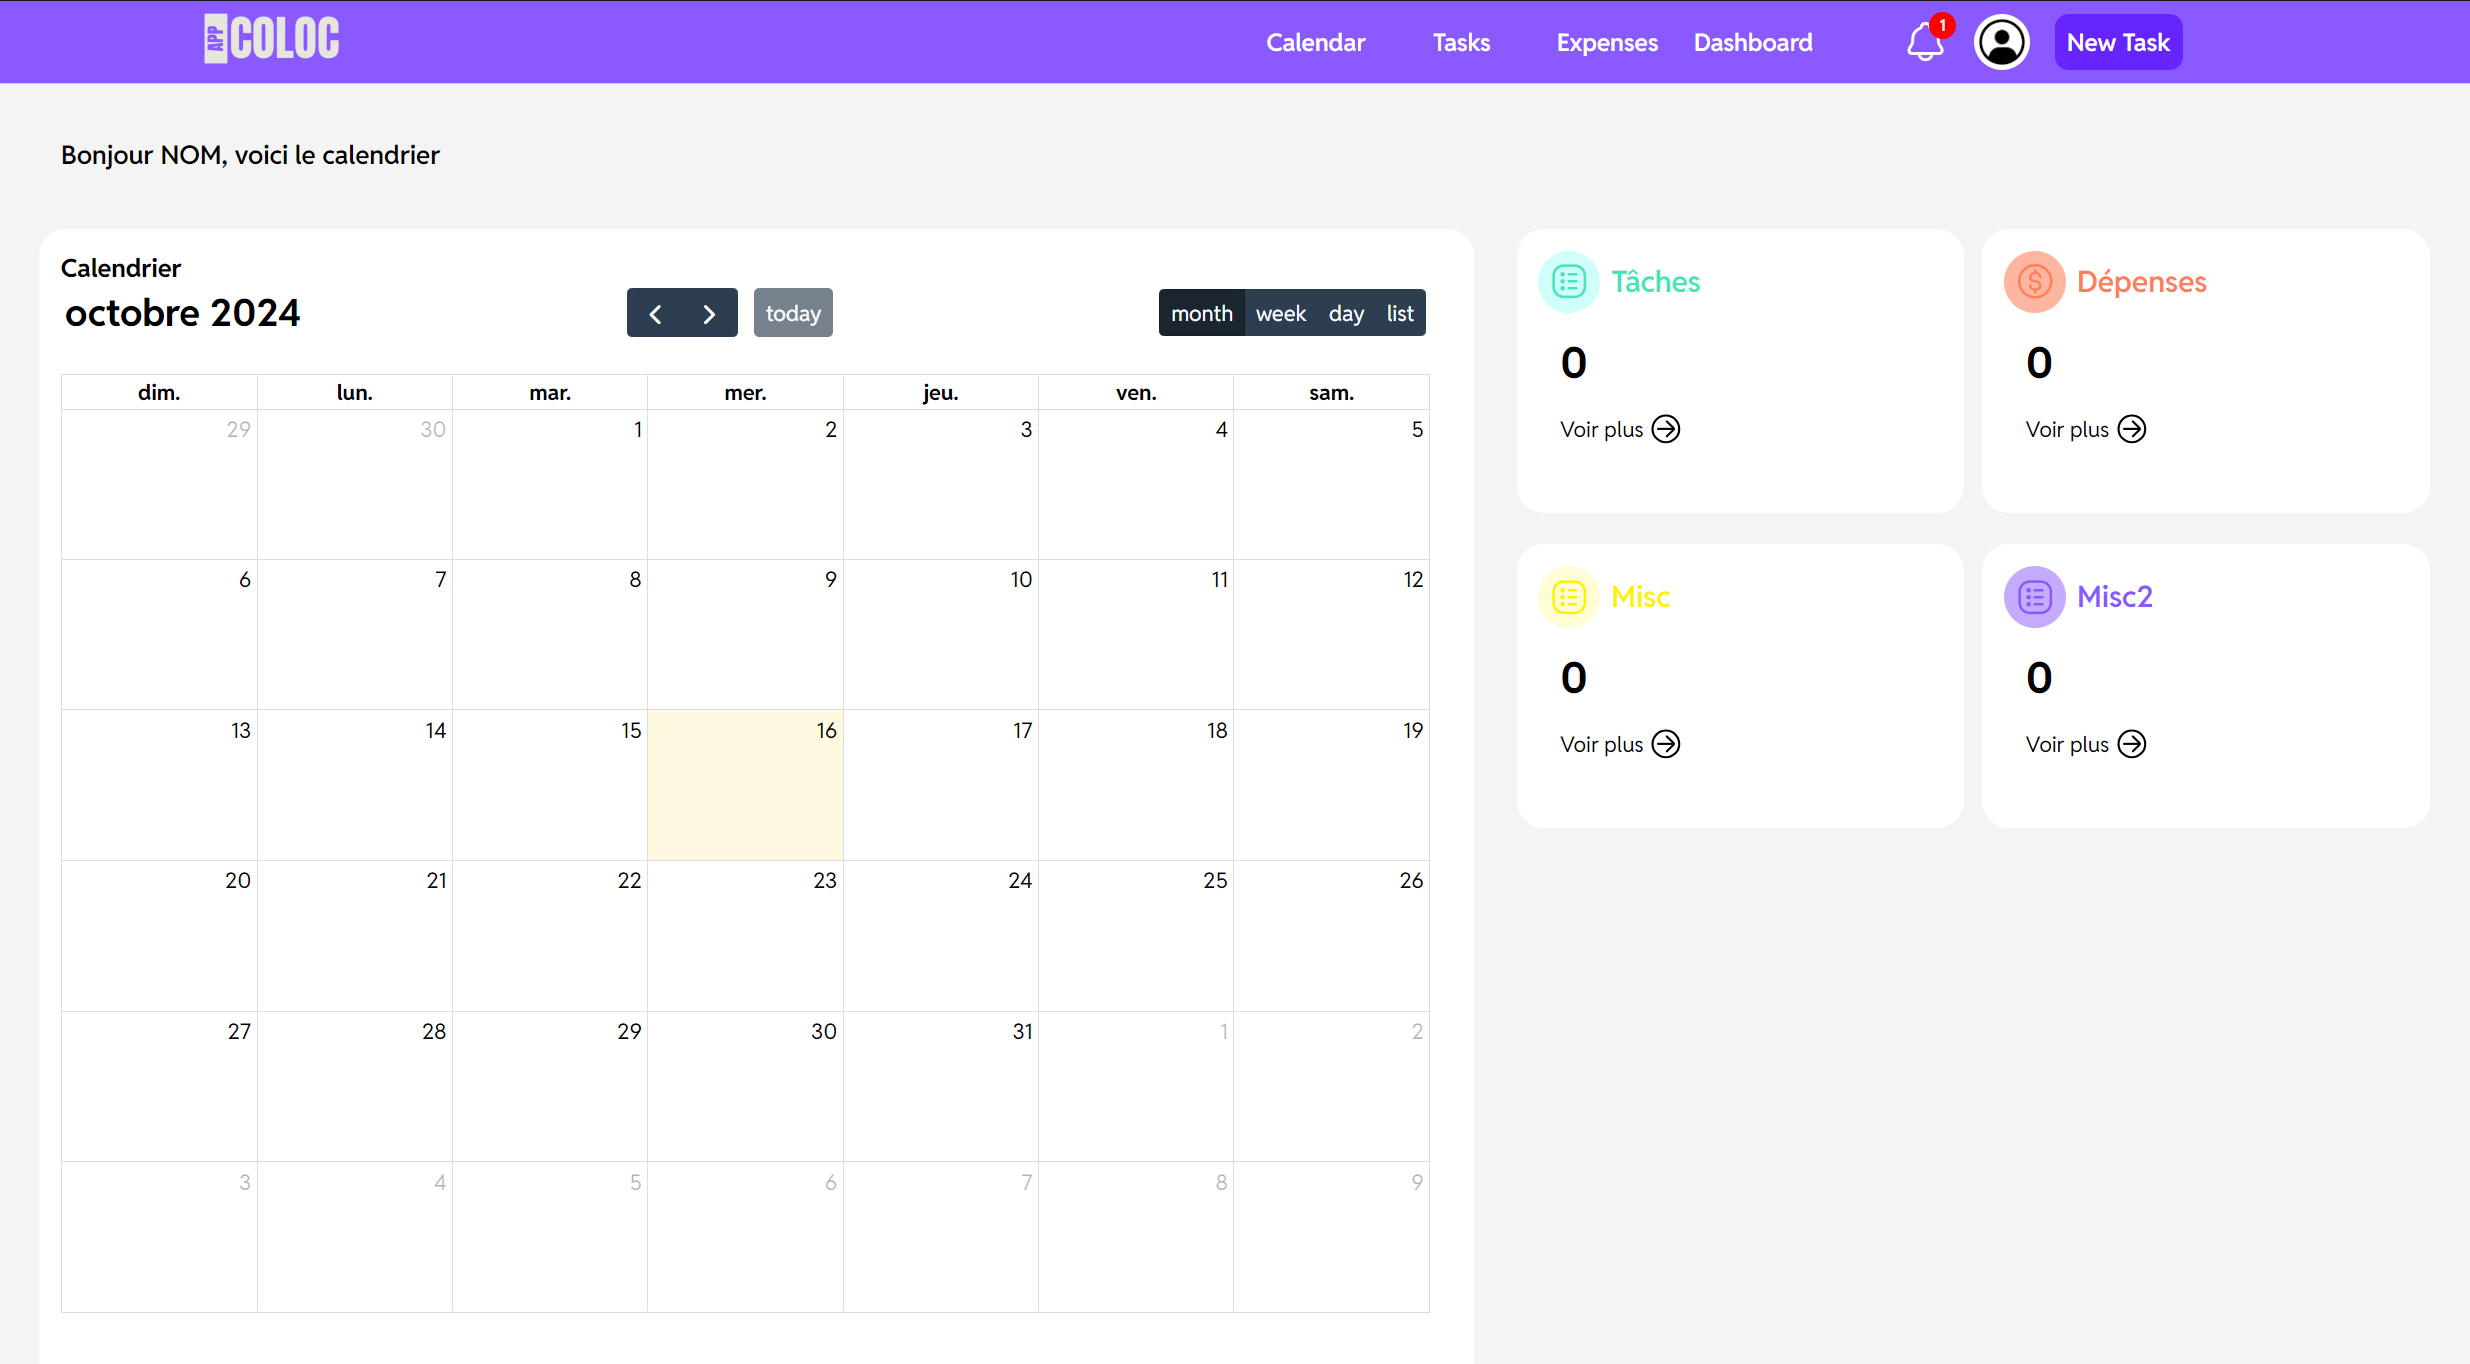 APP COLOC Calendar Tasks Expenses Dashboard 1 New Task
Bonjour NOM, voici le calendrier
Calendrier
octobre 2024 today month week day list
dim. lun. mar. mer. jeu. ven. sam.
29 30 1 2 3 4 5
6 7 8 9 10 11 12
13 14 15 16 17 18 19
20 21 22 23 24 25 26
27 28 29 30 31 1 2
3 4 5 6 7 8 9
Tâches
0
Voir plus
Dépenses
0
Voir plus
Misc
0
Voir plus
Misc2
0
Voir plus